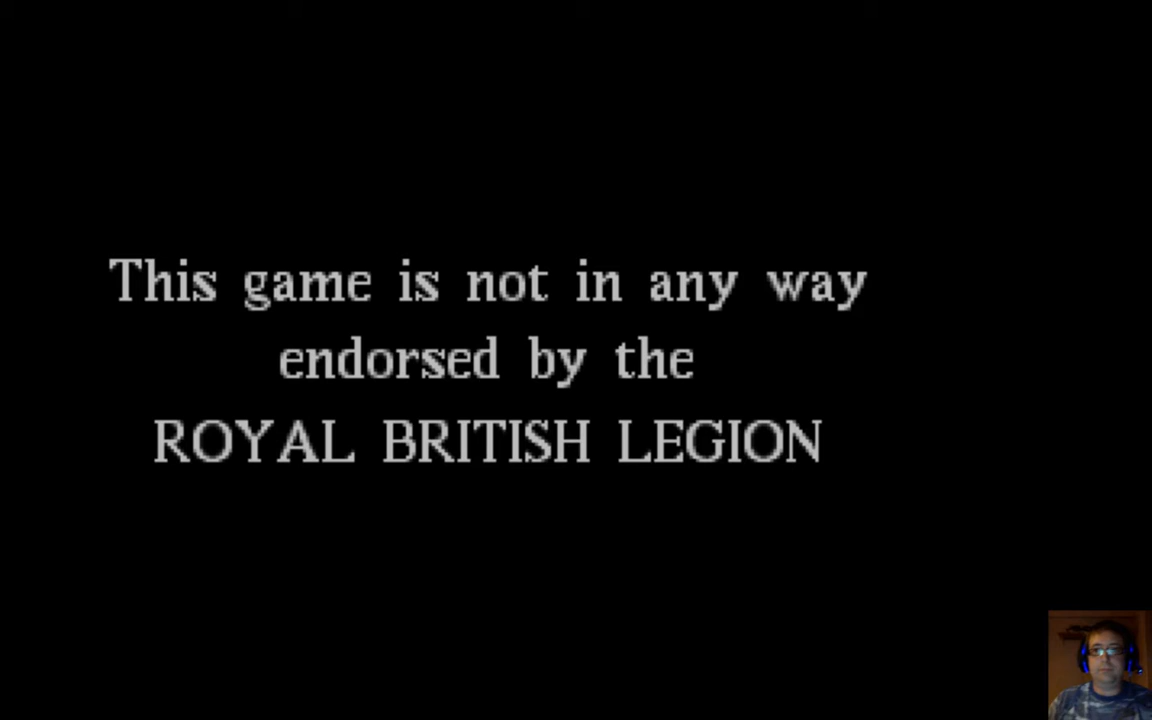 This game is not in any way
endorsed by the
ROYAL BRITISH LEGION